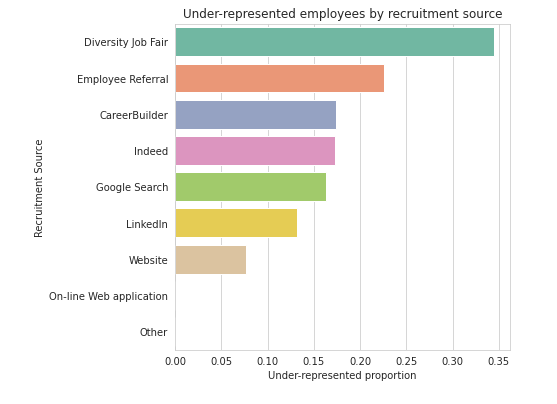 Under-represented employees by recruitment source
Recruitment Source
Diversity Job Fair
Employee Referral
CareerBuilder
Indeed
Google Search
LinkedIn
Website
On-line Web application
Other
0.00 0.05 0.10 0.15 0.20 0.25 0.30 0.35
Under-represented proportion